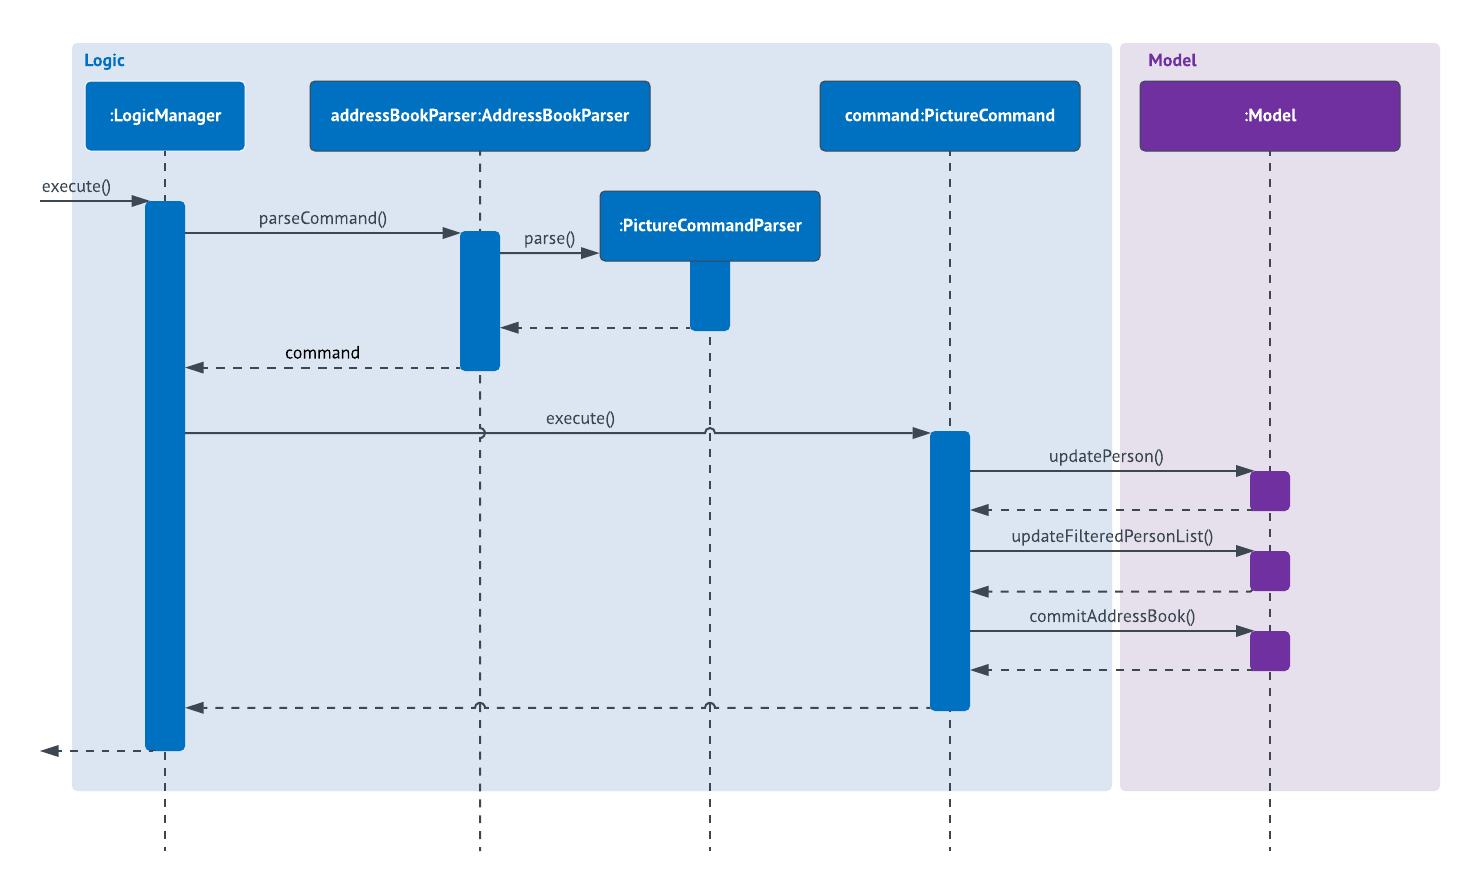 Logic
Model
:LogicManager
addressBookParser:AddressBookParser
command:PictureCommand
:Model
execute()
parseCommand()
:PictureCommandParser
parse()
command
execute()
updatePerson()
updateFilteredPersonList()
commitAddressBook()